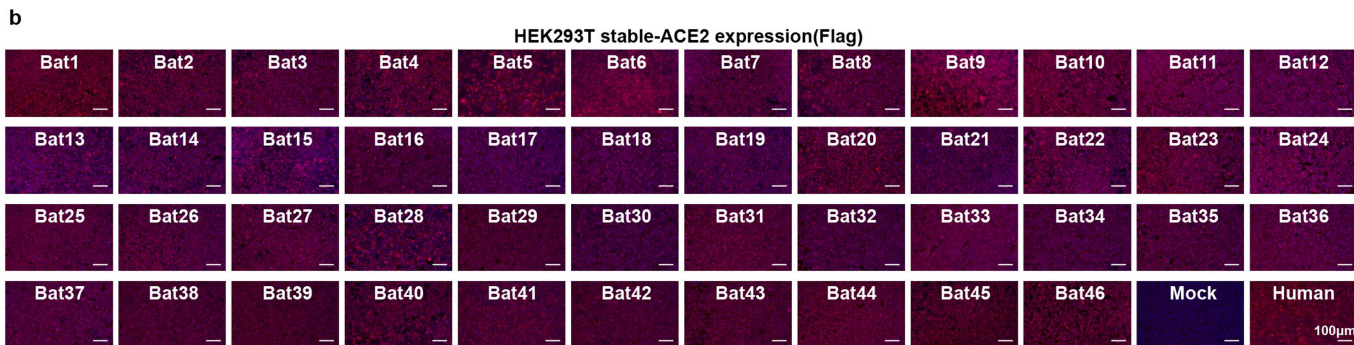 b
HEK293T stable-ACE2 expression(Flag)
Bat1 Bat2 Bat3 Bat4 Bat5 Bat6 Bat7 Bat8 Bat9 Bat10 Bat11 Bat12
Bat13 Bat14 Bat15 Bat16 Bat17 Bat18 Bat19 Bat20 Bat21 Bat22 Bat23 Bat24
Bat25 Bat26 Bat27 Bat28 Bat29 Bat30 Bat31 Bat32 Bat33 Bat34 Bat35 Bat36
Bat37 Bat38 Bat39 Bat40 Bat41 Bat42 Bat43 Bat44 Bat45 Bat46 Mock Human
100μm